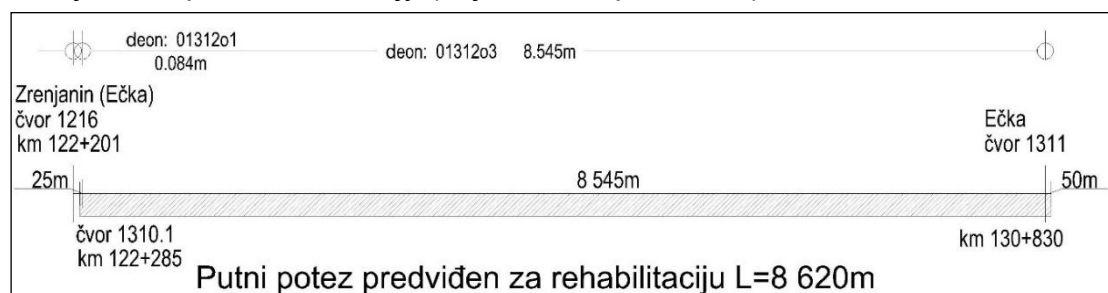 deon: 01312o1
0.084m
deon: 01312o3 8.545m
Zrenjanin (Ečka)
čvor 1216
km 122+201
Ečka
čvor 1311
25m
8 545m
50m
čvor 1310.1
km 122+285
km 130+830
Putni potez predviđen za rehabilitaciju L=8 620m